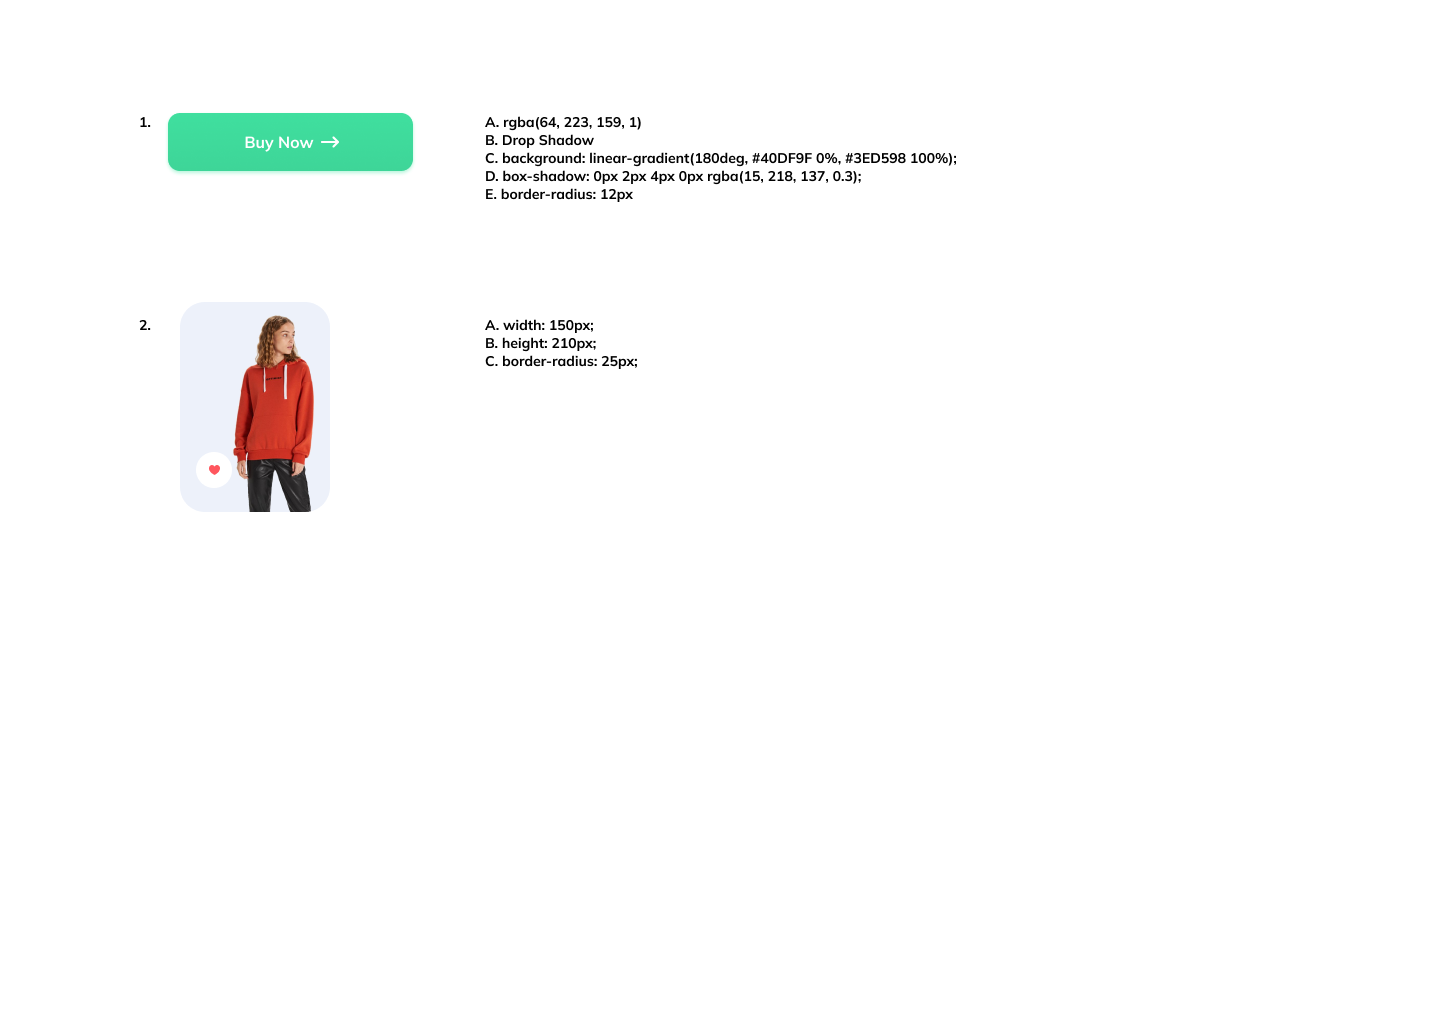 1.
Buy Now →
A. rgba(64, 223, 159, 1)
B. Drop Shadow
C. background: linear-gradient(180deg, #40DF9F 0%, #3ED598 100%);
D. box-shadow: 0px 2px 4px 0px rgba(15, 218, 137, 0.3);
E. border-radius: 12px
2.
A. width: 150px;
B. height: 210px;
C. border-radius: 25px;